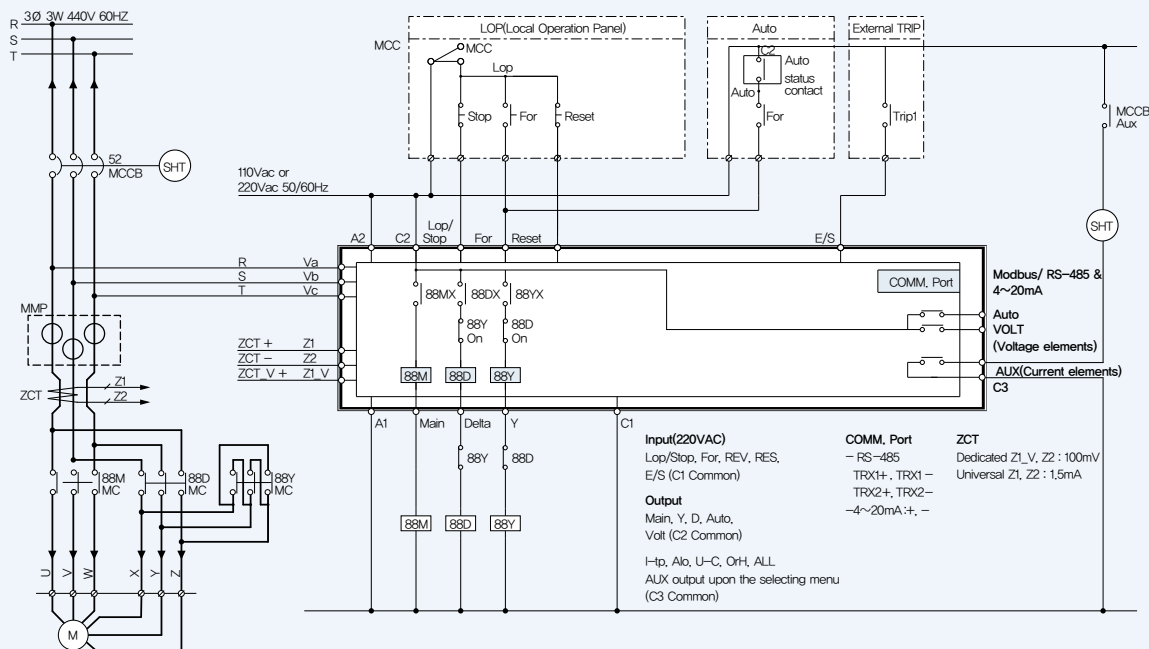 3Ø 3W 440V 60HZ
R
S
T
52
MCCB
SHT
LOP(Local Operation Panel)
MCC
MCC
Lop
Stop
For
Reset
Auto
C2
Auto
status
contact
Auto
For
External TRIP
Trip1
MCCB
Aux
SHT
110Vac or
220Vac 50/60Hz
A2
C2
Lop/
Stop
For
Reset
E/S
R
Va
S
Vb
T
Vc
MMP
ZCT +
Z1
ZCT −
Z2
ZCT_V +
Z1_V
ZCT
Z1
Z2
88MX
88DX
88YX
88Y
On
88D
On
88M
88D
88Y
COMM. Port
Modbus/ RS-485 &
4~20mA
Auto
VOLT
(Voltage elements)
AUX(Current elements)
C3
A1
Main
Delta
Y
C1
88Y
88D
88M
88D
88Y
88M
MC
88D
MC
88Y
MC
U
V
W
X
Y
Z
M
Input(220VAC)
Lop/Stop, For, REV, RES,
E/S (C1 Common)
Output
Main, Y, D, Auto,
Volt (C2 Common)
I-tp, Alo, U-C, OrH, ALL
AUX output upon the selecting menu
(C3 Common)
COMM. Port
- RS-485
TRX1+, TRX1 -
TRX2+, TRX2-
-4~20mA:+, -
ZCT
Dedicated Z1_V, Z2 : 100mV
Universal Z1, Z2 : 1.5mA